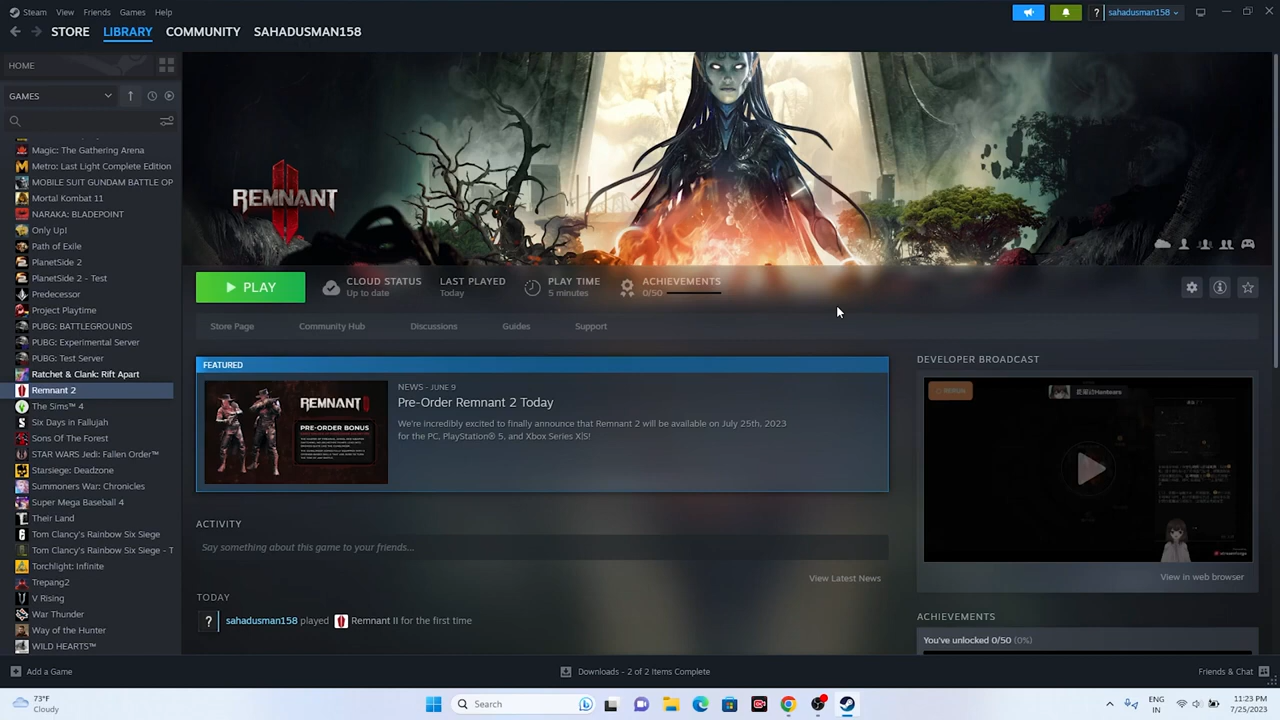 Steam View Friends Games Help
sahadusman158
STORE LIBRARY COMMUNITY SAHADUSMAN158
HOME
GAMES
Magic: The Gathering Arena
Metro: Last Light Complete Edition
MOBILE SUIT GUNDAM BATTLE OP
Mortal Kombat 11
NARAKA: BLADEPOINT
Only Up!
Path of Exile
PlanetSide 2
PlanetSide 2 - Test
Predecessor
Project Playtime
PUBG: BATTLEGROUNDS
PUBG: Experimental Server
PUBG: Test Server
Ratchet & Clank: Rift Apart
Remnant 2
The Sims™ 4
Six Days in Fallujah
Sons Of The Forest
STAR WARS Jedi: Fallen Order™
Starsiege: Deadzone
Summoners War: Chronicles
Super Mega Baseball 4
Their Land
Tom Clancy's Rainbow Six Siege
Tom Clancy's Rainbow Six Siege - T
Torchlight: Infinite
Trepang2
V Rising
War Thunder
Way of the Hunter
WILD HEARTS™
REMNANT II
PLAY
CLOUD STATUS
Up to date
LAST PLAYED
Today
PLAY TIME
5 minutes
ACHIEVEMENTS
0/50
Store Page Community Hub Discussions Guides Support
FEATURED
REMNANT II
PRE-ORDER BONUS
NEWS - JUNE 9
Pre-Order Remnant 2 Today
We're incredibly excited to finally announce that Remnant 2 will be available on July 25th, 2023
for the PC, PlayStation® 5, and Xbox Series X|S!
ACTIVITY
Say something about this game to your friends...
View Latest News
TODAY
? sahadusman158 played Remnant II for the first time
DEVELOPER BROADCAST
View in web browser
ACHIEVEMENTS
You've unlocked 0/50 (0%)
Add a Game
Downloads - 2 of 2 Items Complete
Friends & Chat
73°F
Cloudy
Search
ENG
IN
11:23 PM
7/25/2023